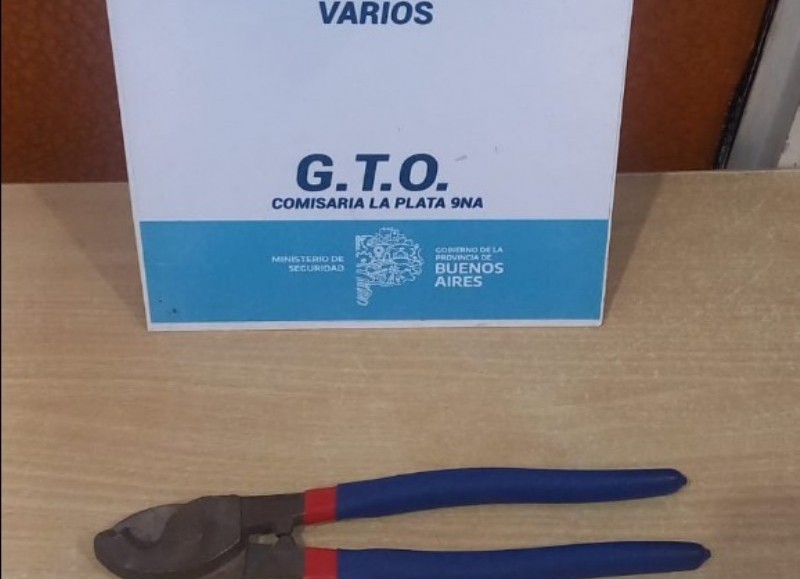 VARIOS
G.T.O.
COMISARIA LA PLATA 9NA
MINISTERIO DE
SEGURIDAD
GOBIERNO DE LA
PROVINCIA DE
BUENOS
AIRES